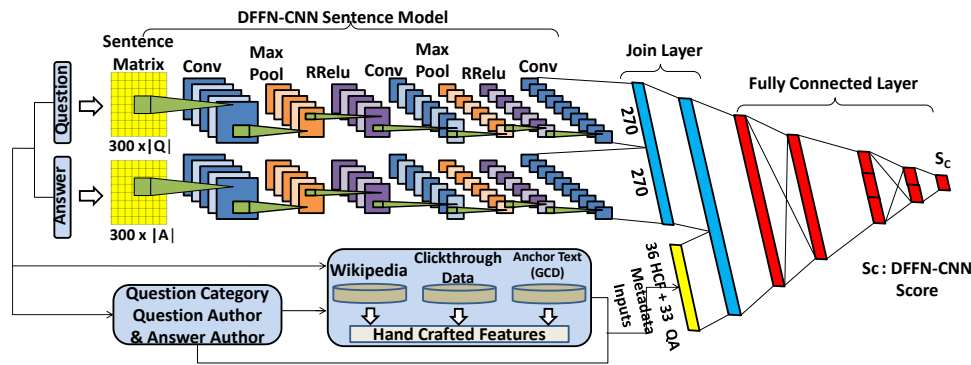 DFFN-CNN Sentence Model
Sentence
Matrix
Conv
Max
Pool
RRelu
Conv
Max
Pool
RRelu
Conv
Join Layer
Fully Connected Layer
Question
300 x|Q|
Answer
300 x |A|
270
270
Sc
Sc : DFFN-CNN
Score
36 HCF + 33 QA
Metadata
Inputs
Wikipedia
Clickthrough
Data
Anchor Text
(GCD)
Hand Crafted Features
Question Category
Question Author
& Answer Author